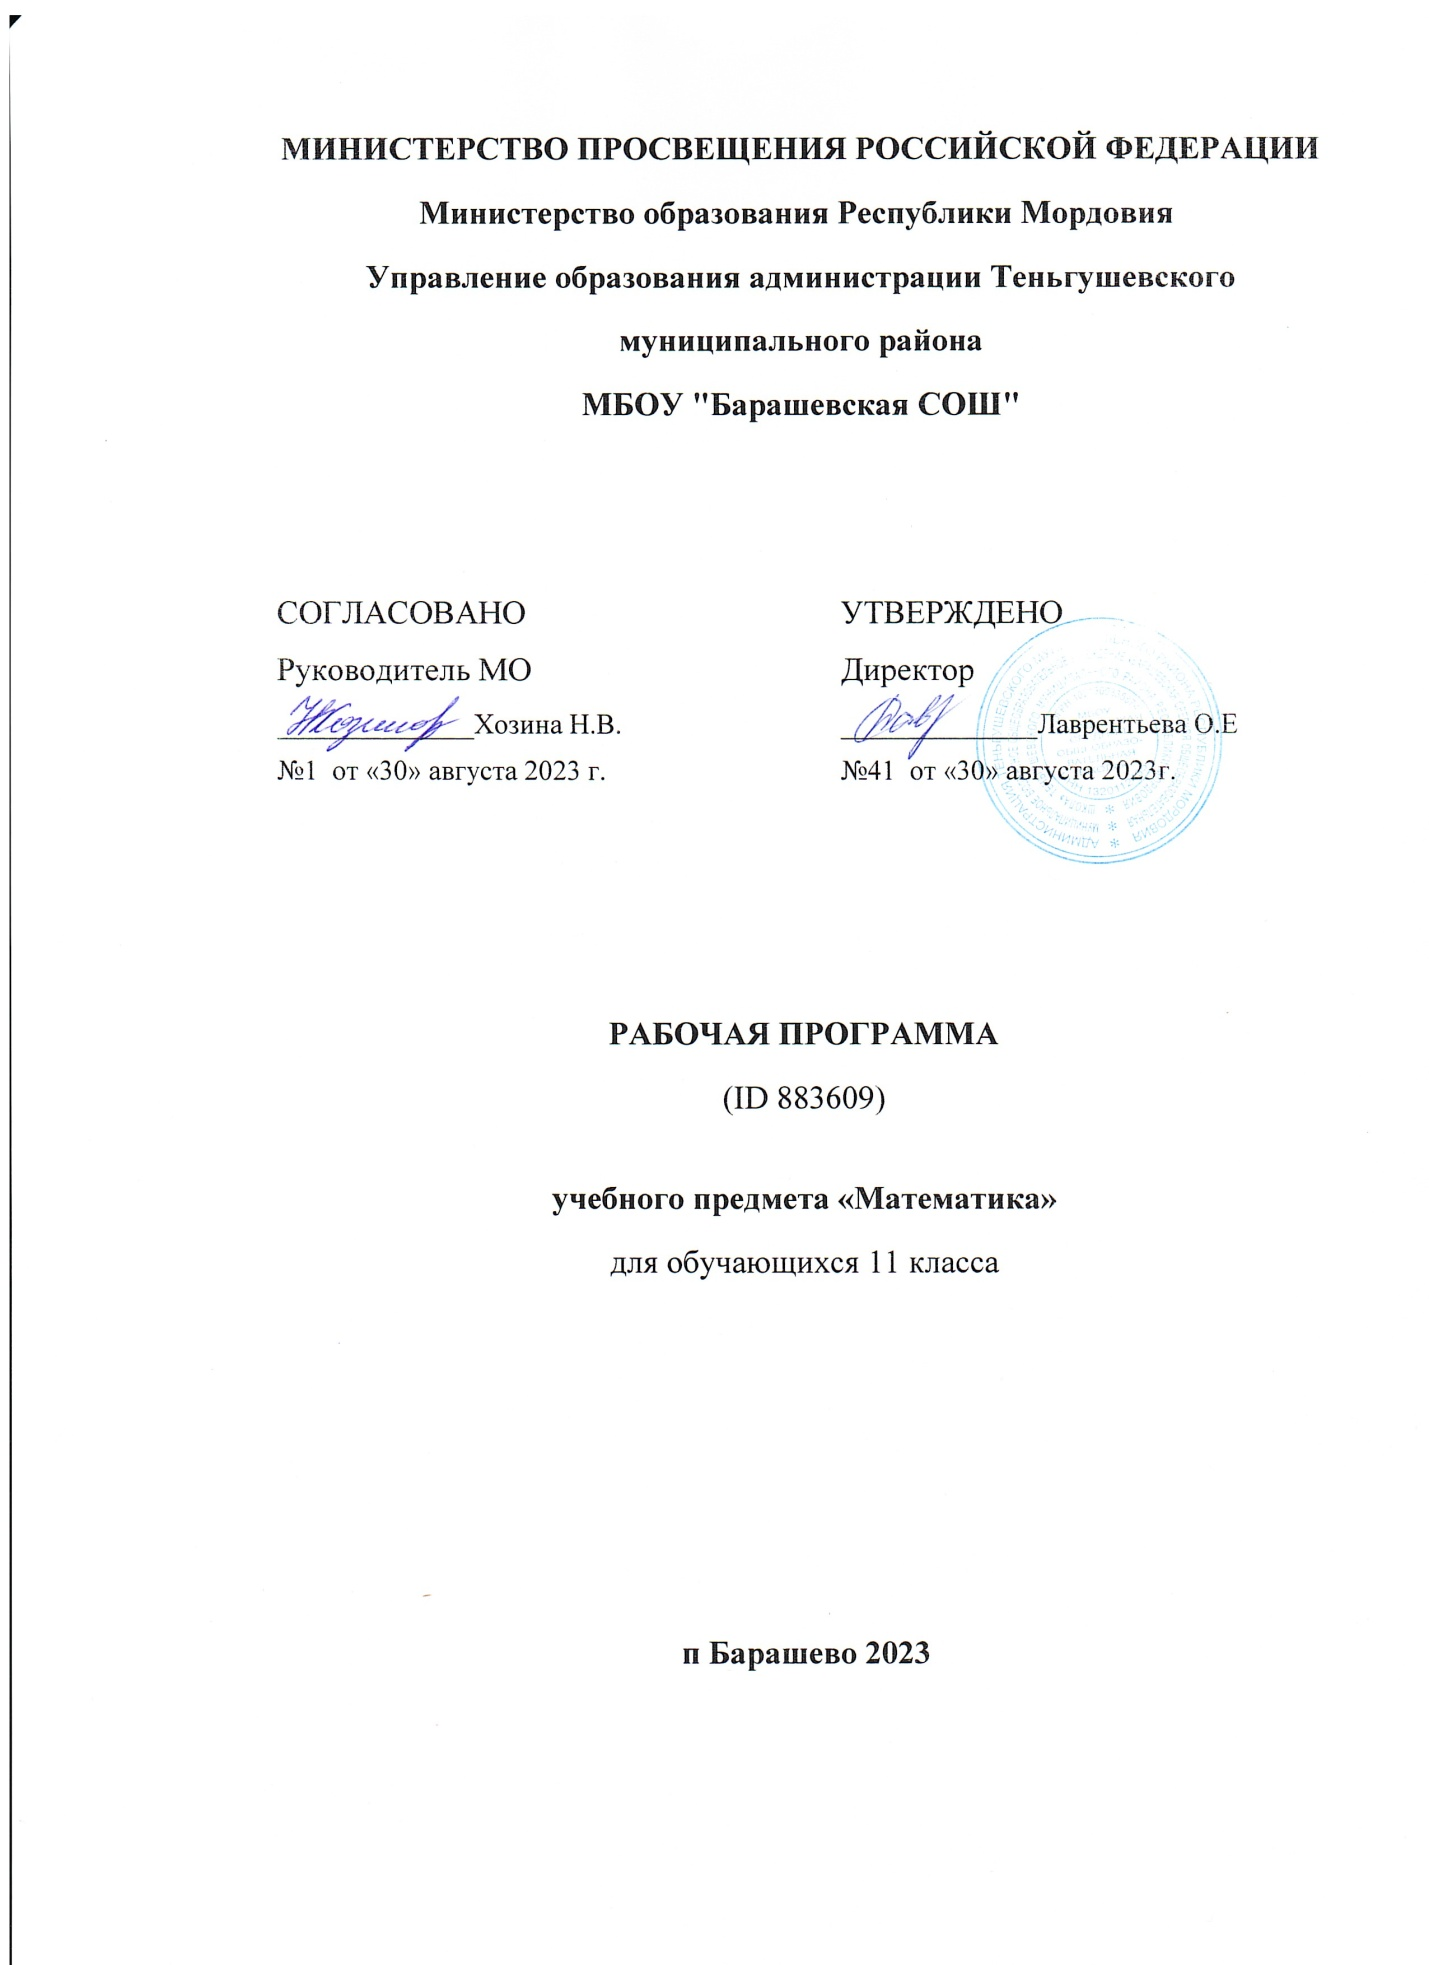 МИНИСТЕРСТВО ПРОСВЕЩЕНИЯ РОССИЙСКОЙ ФЕДЕРАЦИИ
Министерство образования Республики Мордовия
Управление образования администрации Теньгушевского
муниципального района
МБОУ "Барашевская СОШ"
СОГЛАСОВАНО
Руководитель МО
Хозина Н.В.
№1 от «30» августа 2023 г.
УТВЕРЖДЕНО
Директор
Лаврентьева О.Е
№41 от «30» августа 2023г.
РАБОЧАЯ ПРОГРАММА
(ID 883609)
учебного предмета «Математика»
для обучающихся 11 класса
п Барашево 2023